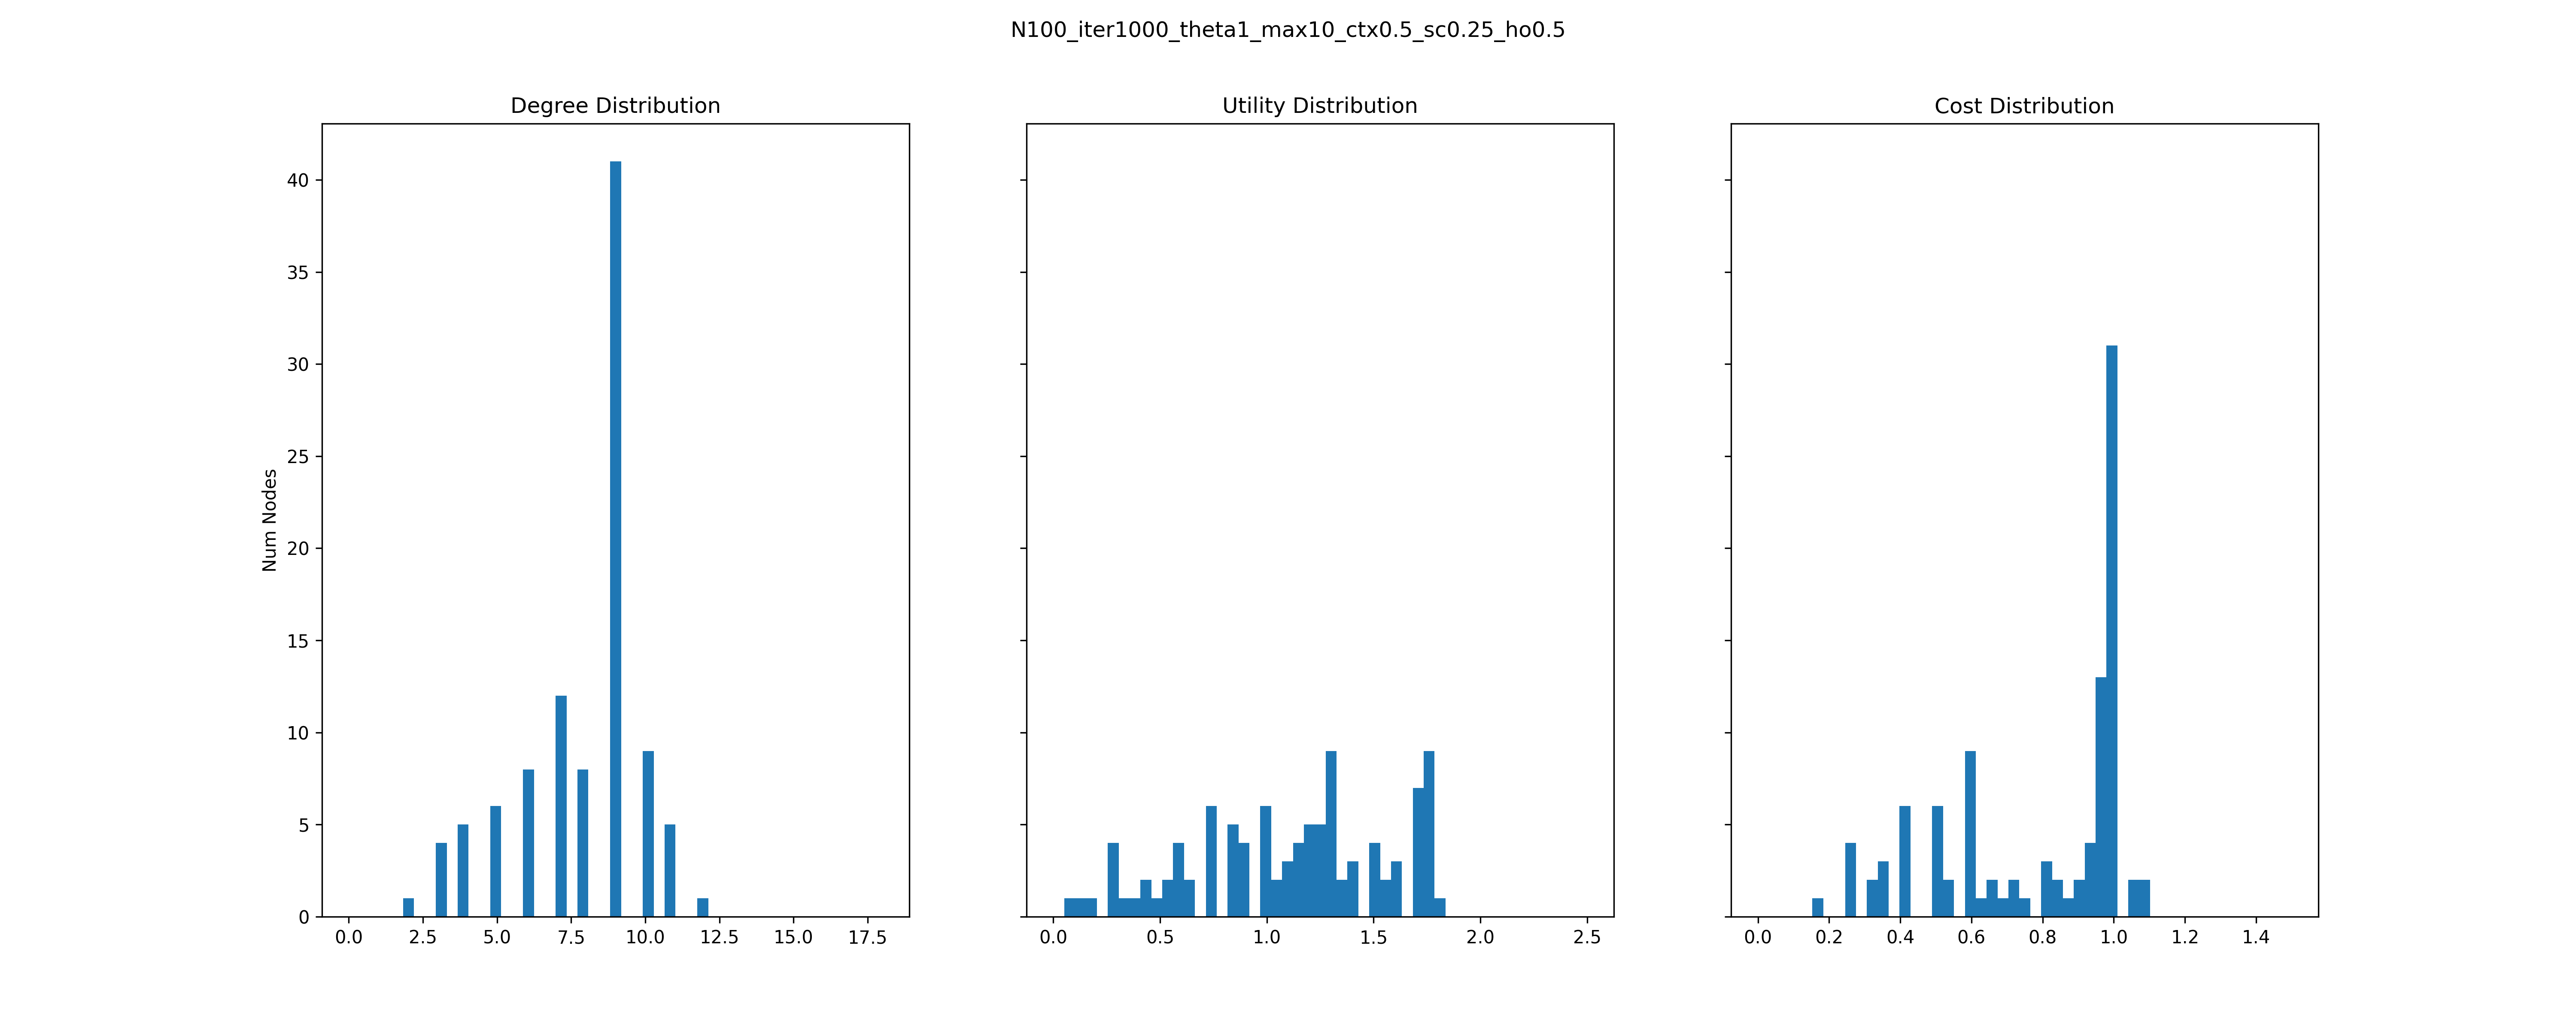 N100_iter1000_theta1_max10_ctx0.5_sc0.25_ho0.5
Degree Distribution
Utility Distribution
Cost Distribution
Num Nodes
40
35
30
25
20
15
10
5
0
0.0 2.5 5.0 7.5 10.0 12.5 15.0 17.5
0.0 0.5 1.0 1.5 2.0 2.5
0.0 0.2 0.4 0.6 0.8 1.0 1.2 1.4